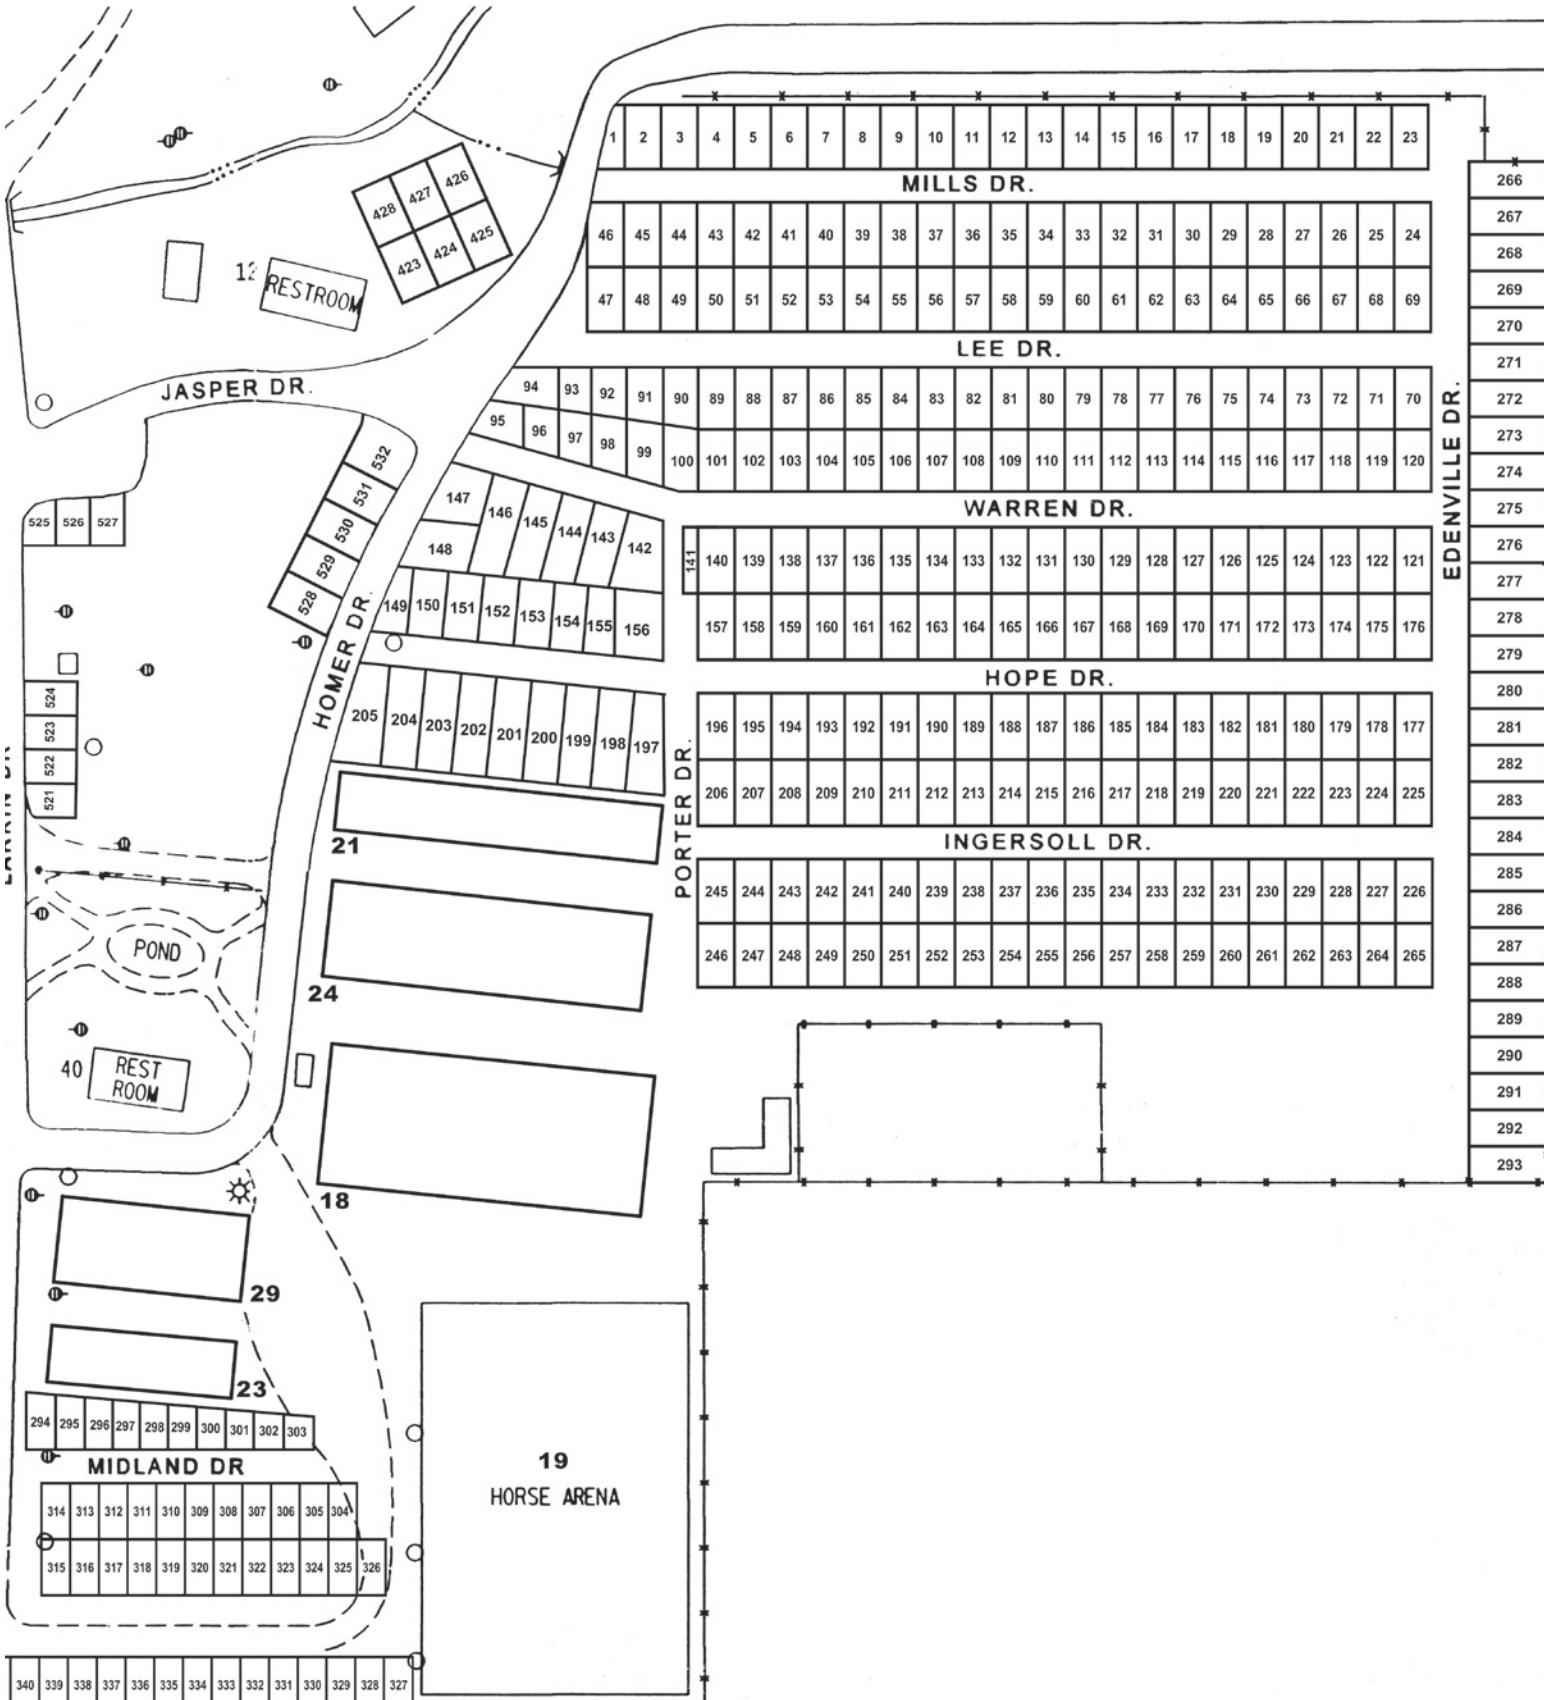 1 2 3 4 5 6 7 8 9 10 11 12 13 14 15 16 17 18 19 20 21 22 23
MILLS DR.
266
267
268
269
270
271
272
273
274
275
276
277
278
279
280
281
282
283
284
285
286
287
288
289
290
291
292
293
428 427 426
423 424 425
12 RESTROOM
46 45 44 43 42 41 40 39 38 37 36 35 34 33 32 31 30 29 28 27 26 25 24
47 48 49 50 51 52 53 54 55 56 57 58 59 60 61 62 63 64 65 66 67 68 69
LEE DR.
JASPER DR.
94 93 92 91 90 89 88 87 86 85 84 83 82 81 80 79 78 77 76 75 74 73 72 71 70
95 96 97 98 99 100 101 102 103 104 105 106 107 108 109 110 111 112 113 114 115 116 117 118 119 120
EDENVILLE DR.
WARREN DR.
532
531
530
529
528
525 526 527
147 146 145 144 143 142
148
141 140 139 138 137 136 135 134 133 132 131 130 129 128 127 126 125 124 123 122 121
149 150 151 152 153 154 155 156
157 158 159 160 161 162 163 164 165 166 167 168 169 170 171 172 173 174 175 176
HOMER DR.
HOPE DR.
524
523
522
521
205 204 203 202 201 200 199 198 197
196 195 194 193 192 191 190 189 188 187 186 185 184 183 182 181 180 179 178 177
206 207 208 209 210 211 212 213 214 215 216 217 218 219 220 221 222 223 224 225
PORTER DR.
INGERSOLL DR.
21
245 244 243 242 241 240 239 238 237 236 235 234 233 232 231 230 229 228 227 226
246 247 248 249 250 251 252 253 254 255 256 257 258 259 260 261 262 263 264 265
POND
24
40 REST
ROOM
18
29
23
294 295 296 297 298 299 300 301 302 303
MIDLAND DR
314 313 312 311 310 309 308 307 306 305 304
315 316 317 318 319 320 321 322 323 324 325 326
19
HORSE ARENA
340 339 338 337 336 335 334 333 332 331 330 329 328 327